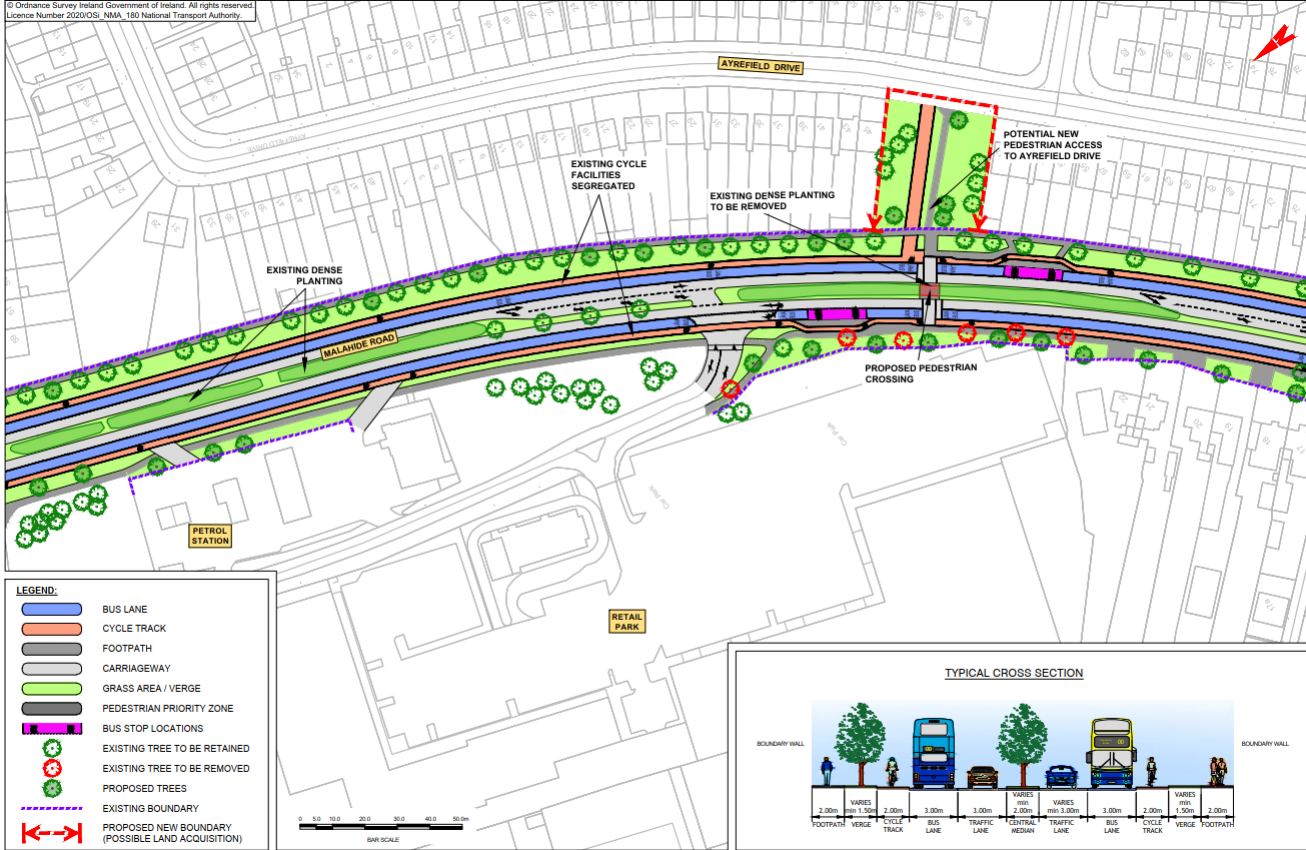 © Ordnance Survey Ireland Government of Ireland. All rights reserved.
Licence Number 2020/OSi_NMA_180 National Transport Authority.
AYREFIELD DRIVE
POTENTIAL NEW
PEDESTRIAN ACCESS
TO AYREFIELD DRIVE
EXISTING CYCLE
FACILITIES
SEGREGATED
EXISTING DENSE PLANTING
TO BE REMOVED
EXISTING DENSE
PLANTING
MALAHIDE ROAD
PROPOSED PEDESTRIAN
CROSSING
Car Park
Car Park
PETROL
STATION
RETAIL
PARK
LEGEND:
BUS LANE
CYCLE TRACK
FOOTPATH
CARRIAGEWAY
GRASS AREA / VERGE
PEDESTRIAN PRIORITY ZONE
BUS STOP LOCATIONS
EXISTING TREE TO BE RETAINED
EXISTING TREE TO BE REMOVED
PROPOSED TREES
EXISTING BOUNDARY
PROPOSED NEW BOUNDARY
(POSSIBLE LAND ACQUISITION)
0 5.0 10.0 20.0 30.0 40.0 50.0m
BAR SCALE
TYPICAL CROSS SECTION
BOUNDARY WALL
BOUNDARY WALL
2.00m
FOOTPATH
VARIES
min 1.50m
VERGE
2.00m
CYCLE
TRACK
3.00m
BUS
LANE
3.00m
TRAFFIC
LANE
VARIES
min
2.00m
CENTRAL
MEDIAN
VARIES
min 3.00m
TRAFFIC
LANE
3.00m
BUS
LANE
2.00m
CYCLE
TRACK
VARIES
min
1.50m
VERGE
2.00m
FOOTPATH